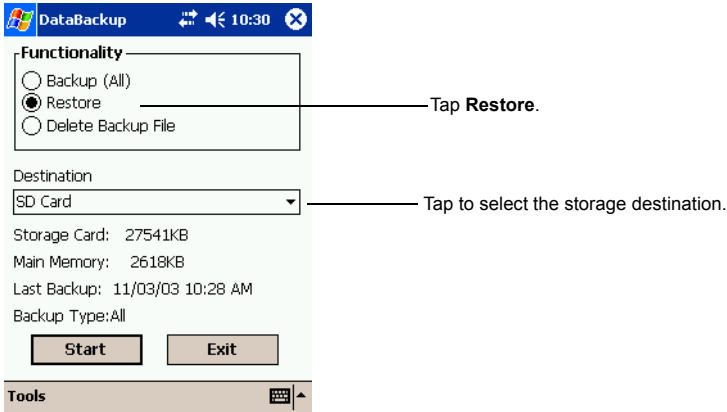 DataBackup 10:30
Functionality
Backup (All)
Restore
Tap Restore.
Delete Backup File
Destination
SD Card
Tap to select the storage destination.
Storage Card: 27541KB
Main Memory: 2618KB
Last Backup: 11/03/03 10:28 AM
Backup Type:All
Start Exit
Tools